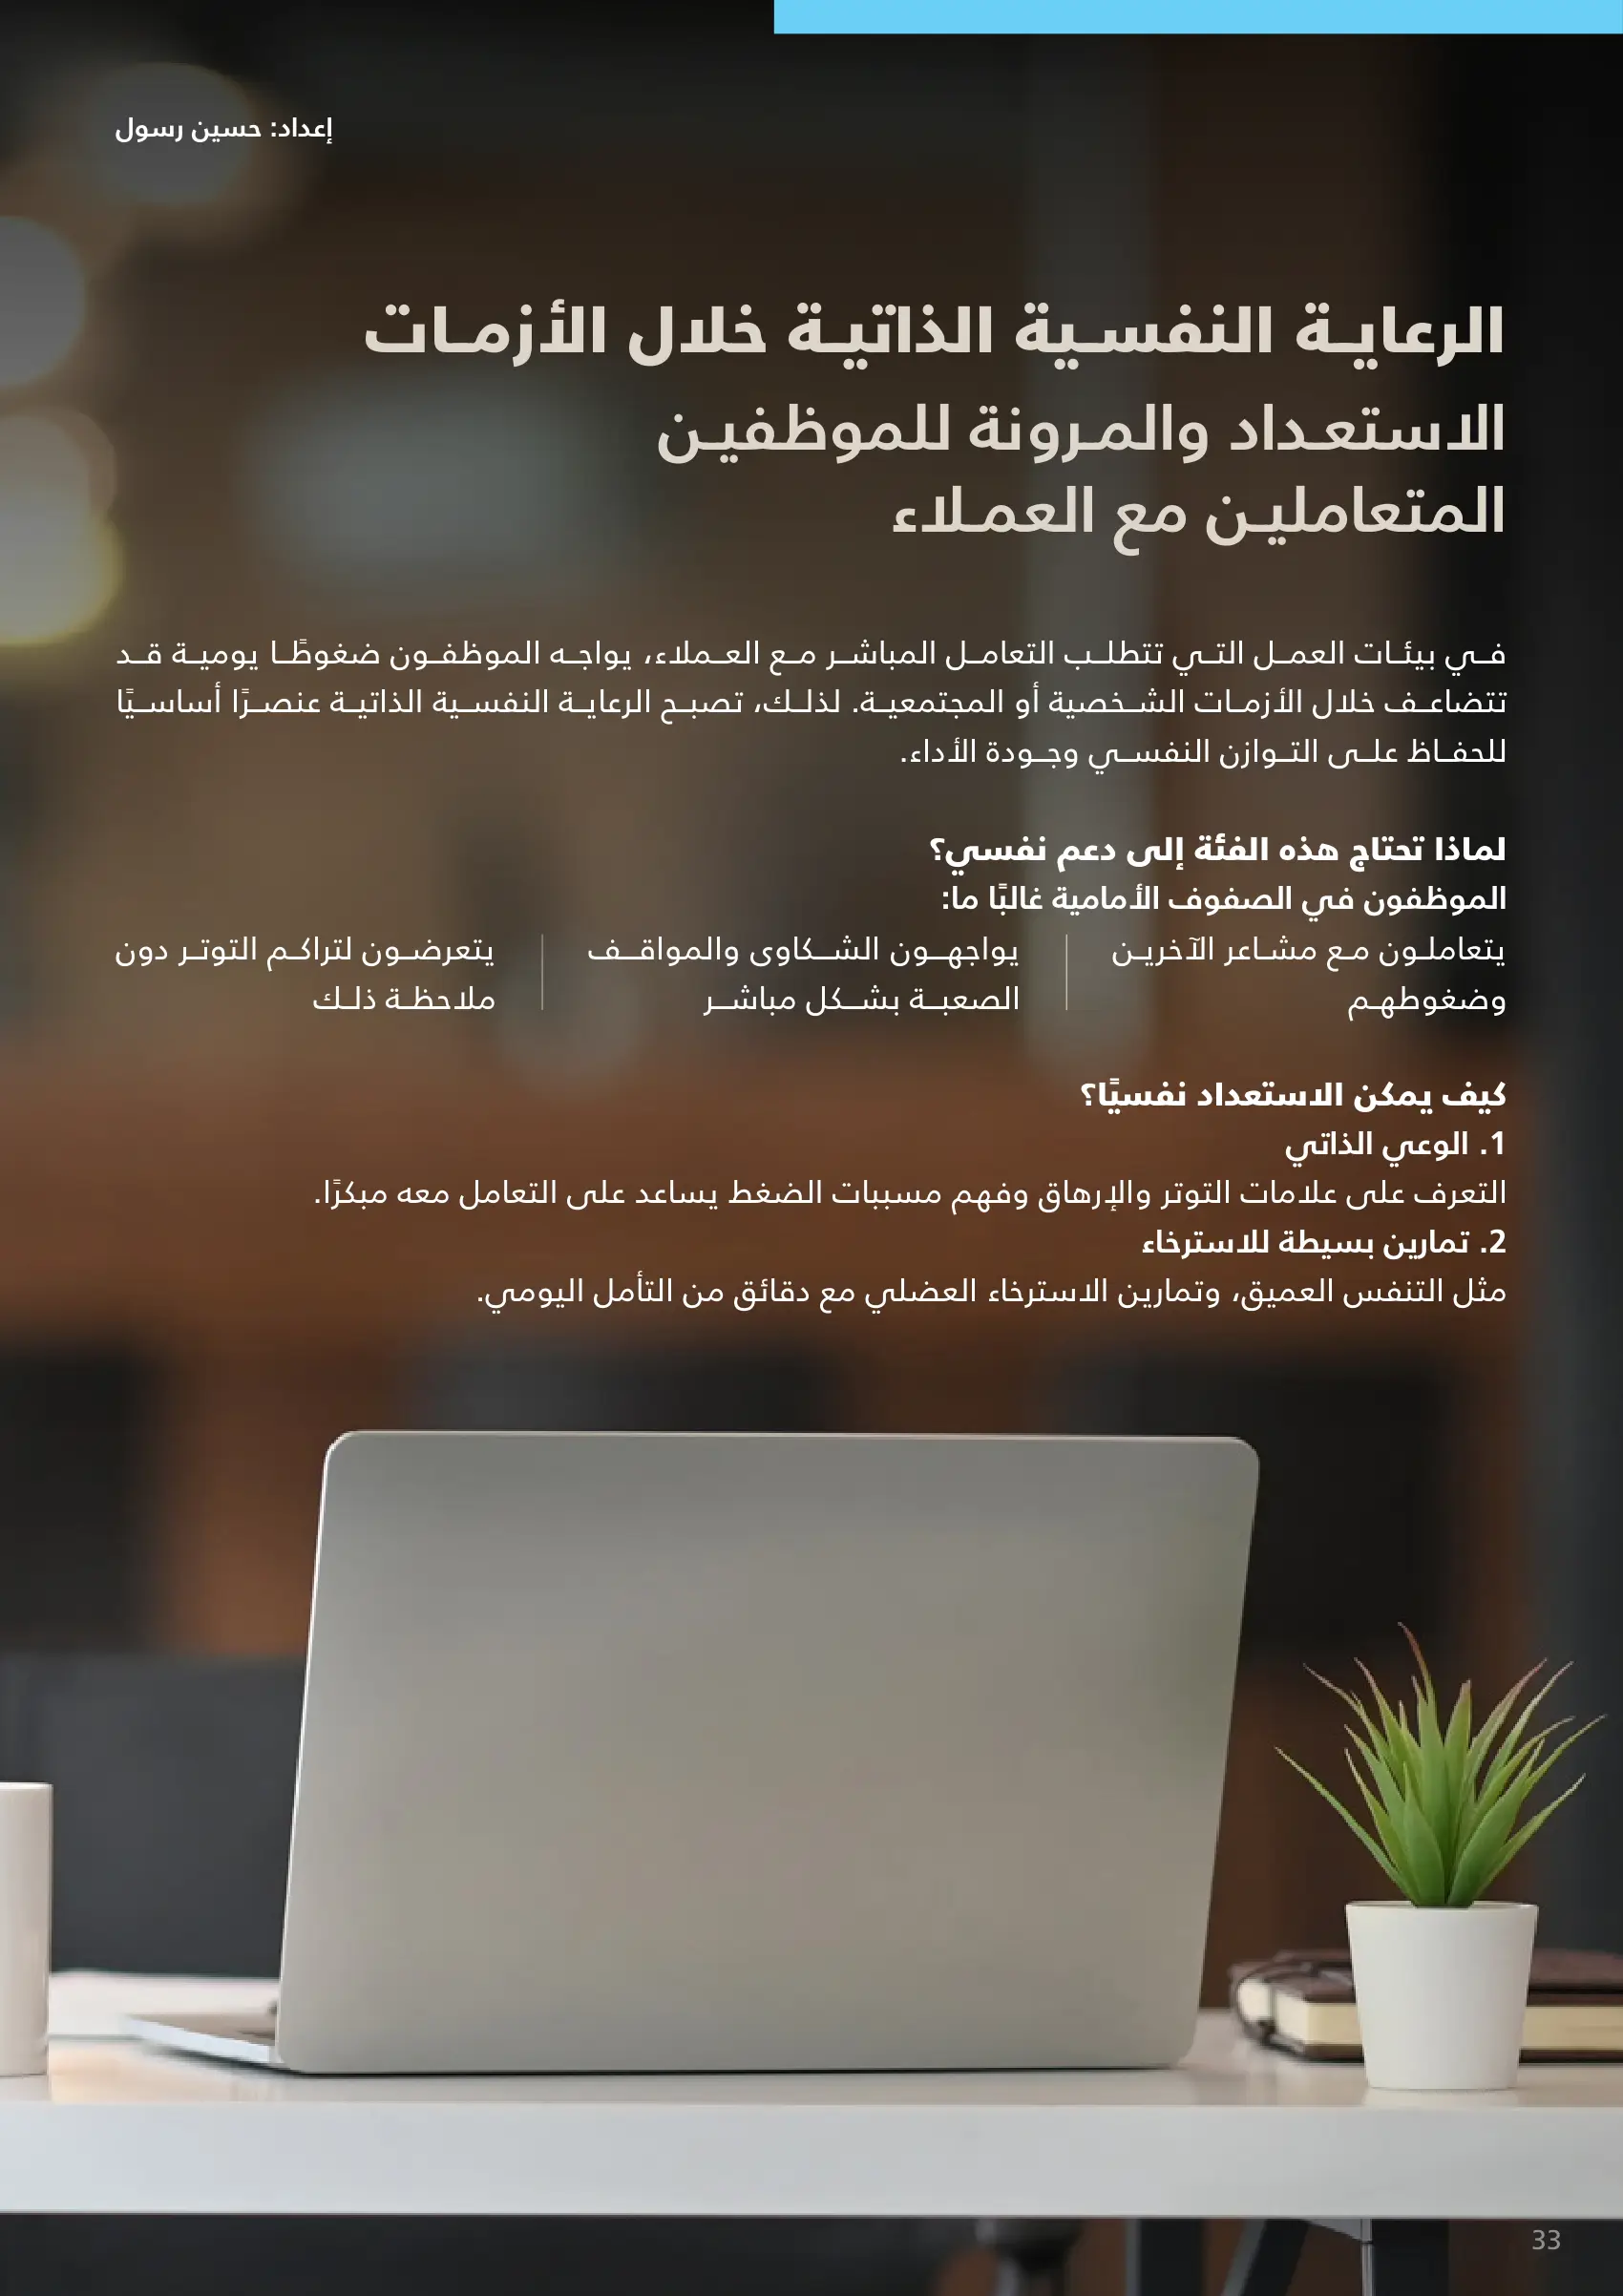 إعداد: حسين رسول
الرعاية النفسية الذاتية خلال الأزمات
الاستعداد والمرونة للموظفين
المتعاملين مع العملاء
في بيئات العمل التي تتطلب التعامل المباشر مع العملاء، يواجه الموظفون ضغوطًا يومية قد
تتضاعف خلال الأزمات الشخصية أو المجتمعية. لذلك، تصبح الرعاية النفسية الذاتية عنصرًا أساسيًا
للحفاظ على التوازن النفسي وجودة الأداء.
لماذا تحتاج هذه الفئة إلى دعم نفسي؟
الموظفون في الصفوف الأمامية غالبًا ما:
يتعاملون مع مشاعر الآخرين
وضغوطهم
يواجهون الشكاوى والمواقف
الصعبة بشكل مباشر
يتعرضون لتراكم التوتر دون
ملاحظة ذلك
كيف يمكن الاستعداد نفسيًا؟
1. الوعي الذاتي
التعرف على علامات التوتر والإرهاق وفهم مسببات الضغط يساعد على التعامل معه مبكرًا.
2. تمارين بسيطة للاسترخاء
مثل التنفس العميق، وتمارين الاسترخاء العضلي مع دقائق من التأمل اليومي.
33